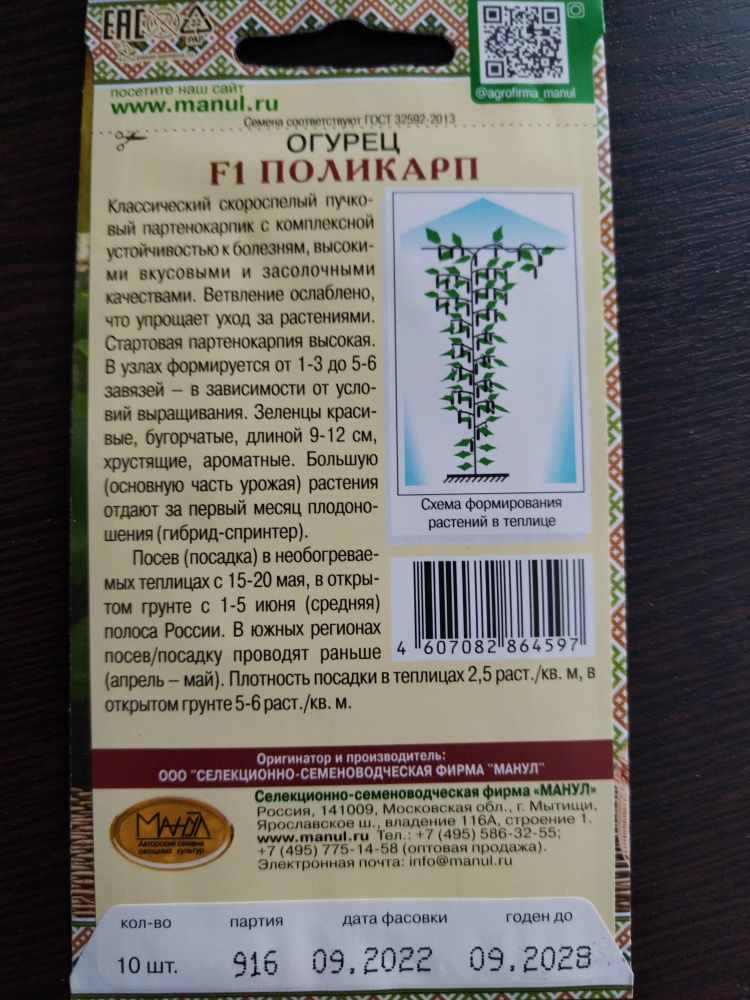 EAC
PAP
@agrofirma_manul
посетите наш сайт
www.manul.ru
Семена соответствуют ГОСТ 32592-2013
ОГУРЕЦ
F1 ПОЛИКАРП
Классический скороспелый пучко-
вый партенокарпик с комплексной
устойчивостью к болезням, высоки-
ми вкусовыми и засолочными
качествами. Ветвление ослаблено,
что упрощает уход за растениями.
Стартовая партенокарпия высокая.
В узлах формируется от 1-3 до 5-6
завязей – в зависимости от усло-
вий выращивания. Зеленцы краси-
вые, бугорчатые, длиной 9-12 см,
хрустящие, ароматные. Большую
(основную часть урожая) растения
отдают за первый месяц плодоно-
шения (гибрид-спринтер).
Посев (посадка) в необогревае-
мых теплицах с 15-20 мая, в откры-
том грунте с 1-5 июня (средняя)
полоса России. В южных регионах
посев/посадку проводят раньше
(апрель – май). Плотность посадки в теплицах 2,5 раст./кв. м, в
открытом грунте 5-6 раст./кв. м.
Схема формирования
растений в теплице
4 607082 864597
Оригинатор и производитель:
ООО "СЕЛЕКЦИОННО-СЕМЕНОВОДЧЕСКАЯ ФИРМА "МАНУЛ"
МАНУЛ
Авторские семена
овощных культур
Селекционно-семеноводческая фирма «МАНУЛ»
Россия, 141009, Московская обл., г. Мытищи,
Ярославское ш., владение 116А, строение 1.
www.manul.ru Тел.: +7 (495) 586-32-55;
+7 (495) 775-14-58 (оптовая продажа).
Электронная почта: info@manul.ru
кол-во партия дата фасовки годен до
10 шт. 916 09.2022 09.2028